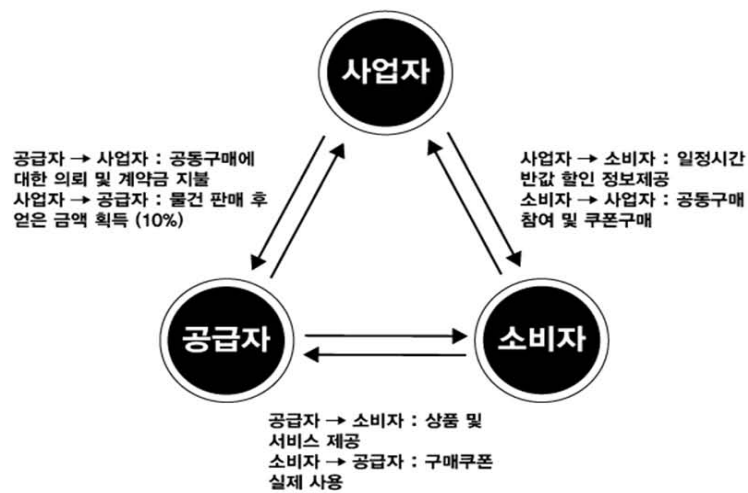 사업자
공급자 → 사업자 : 공동구매에
대한 의뢰 및 계약금 지불
사업자 → 공급자 : 물건 판매 후
얻은 금액 획득 (10%)
사업자 → 소비자 : 일정시간
반값 할인 정보제공
소비자 → 사업자 : 공동구매
참여 및 쿠폰구매
공급자
소비자
공급자 → 소비자 : 상품 및
서비스 제공
소비자 → 공급자 : 구매쿠폰
실제 사용